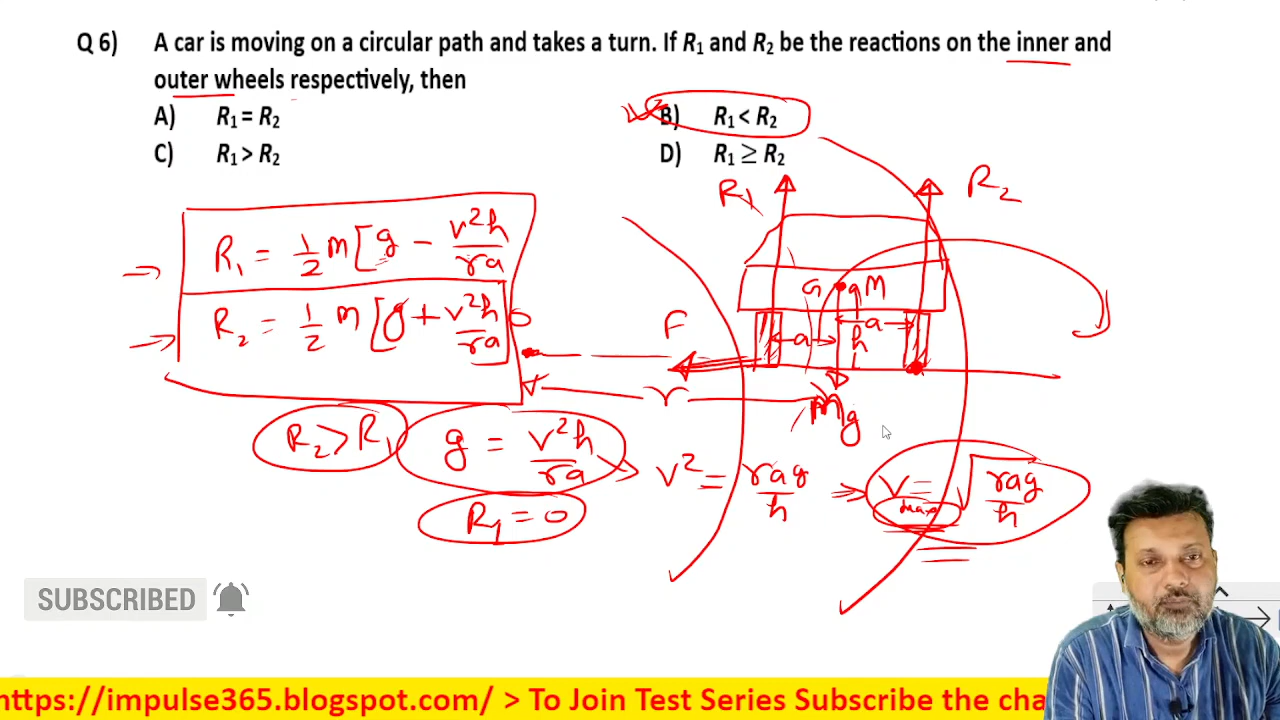 Q 6) A car is moving on a circular path and takes a turn. If R₁ and R₂ be the reactions on the inner and
outer wheels respectively, then
A) R₁ = R₂
B) R₁ < R₂
C) R₁ > R₂
D) R₁ ≥ R₂
R₁
R₂
R₁ = 1/2 m [g - v²h/ra
R₂ = 1/2 m [g + v²h/ra
O
G M
a
a
h
F
r
mg
R₂ > R₁
g = v²h/ra
v² = rag/h
⇒ v max = √rag/h
R₁ = 0
SUBSCRIBED
https://impulse365.blogspot.com/ > To Join Test Series Subscribe the cha